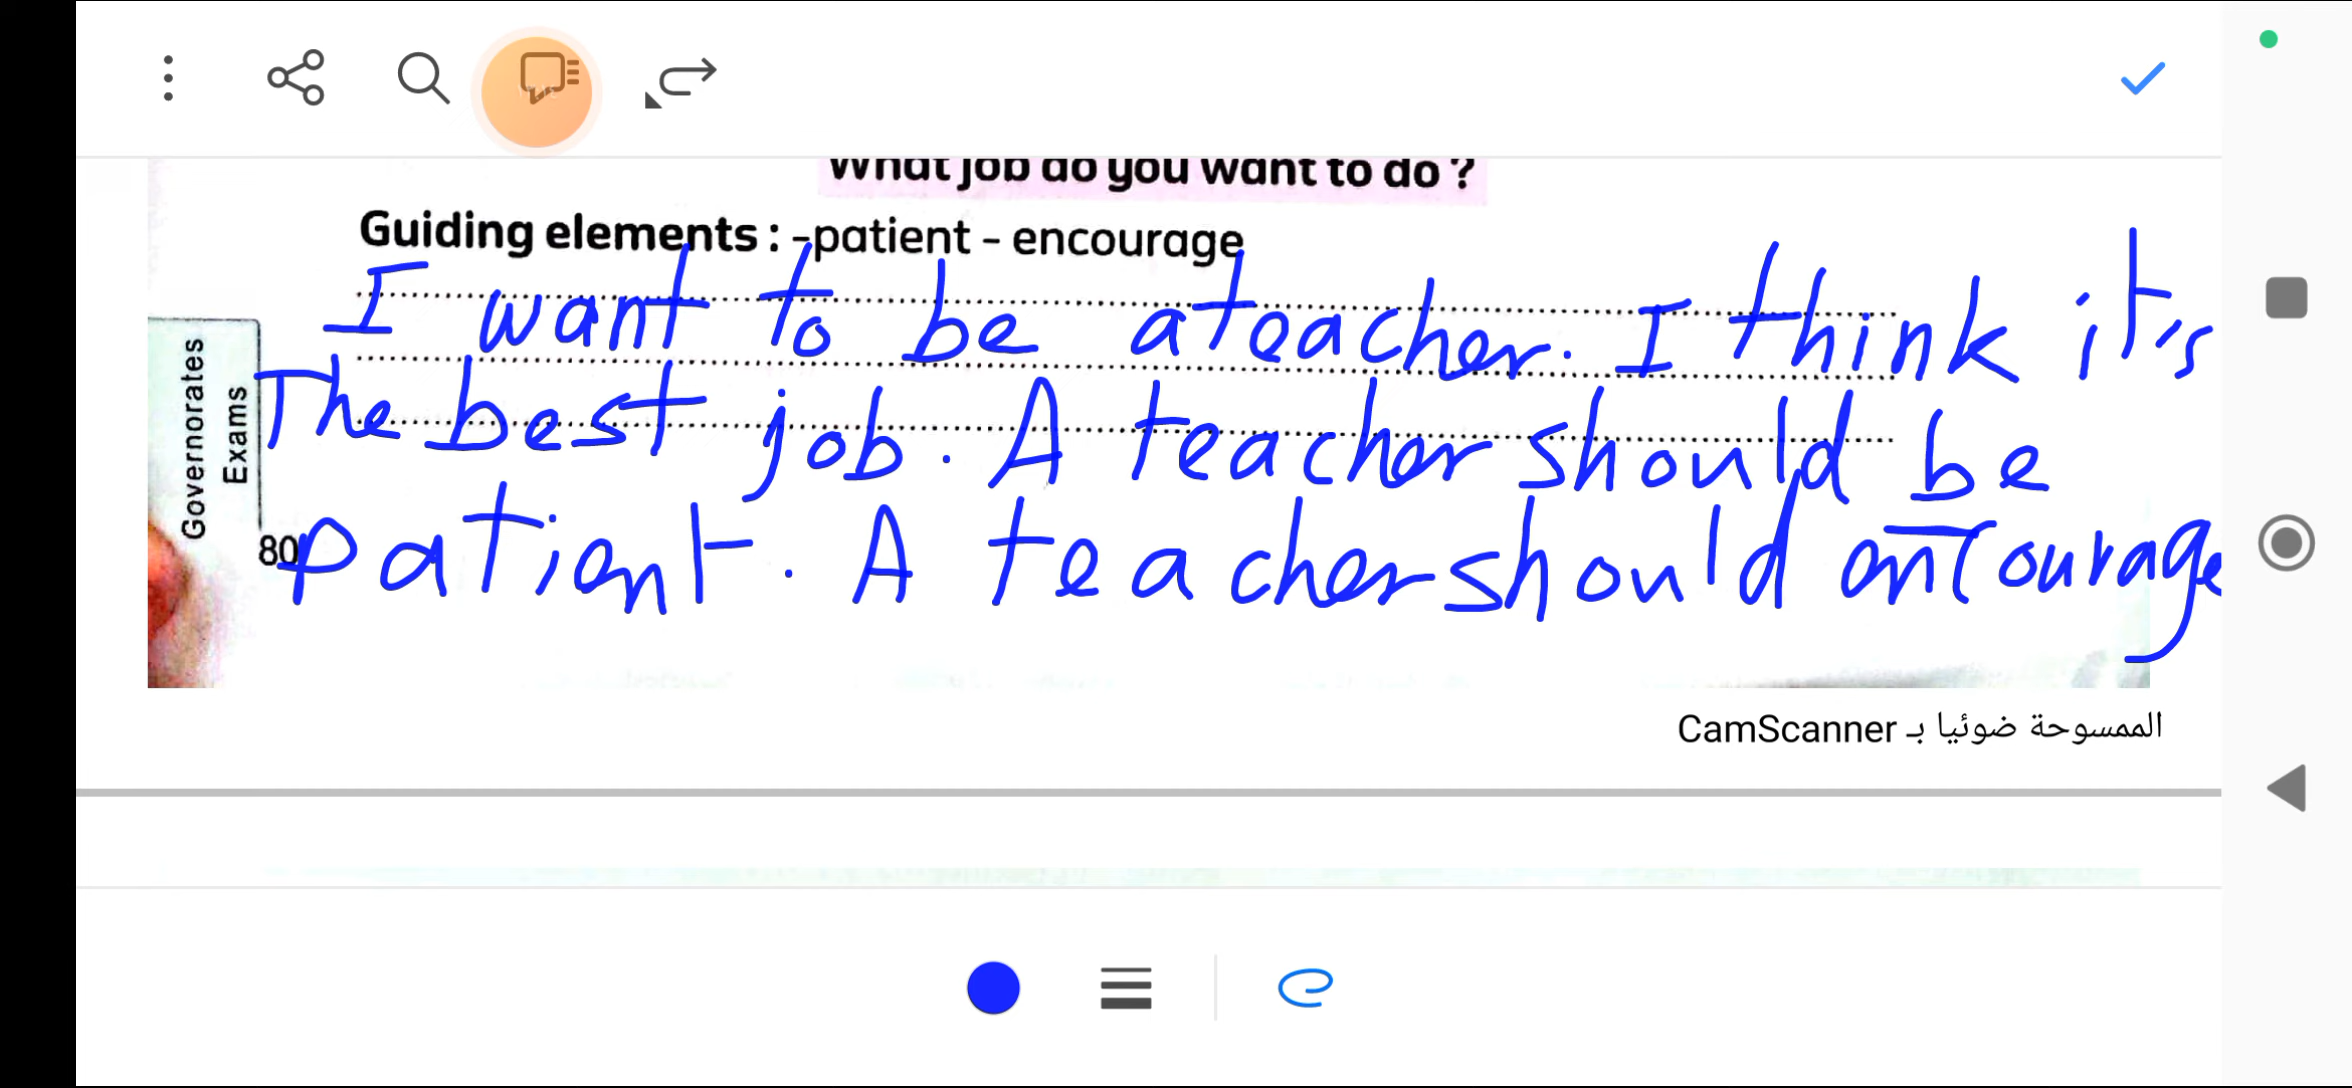 What job do you want to do ?
Guiding elements : -patient - encourage
I want to be ateacher. I think it's
The best job. A teacher should be
patient. A teacher should encourage
Governorates
Exams
80
الممسوحة ضوئيا بـ CamScanner